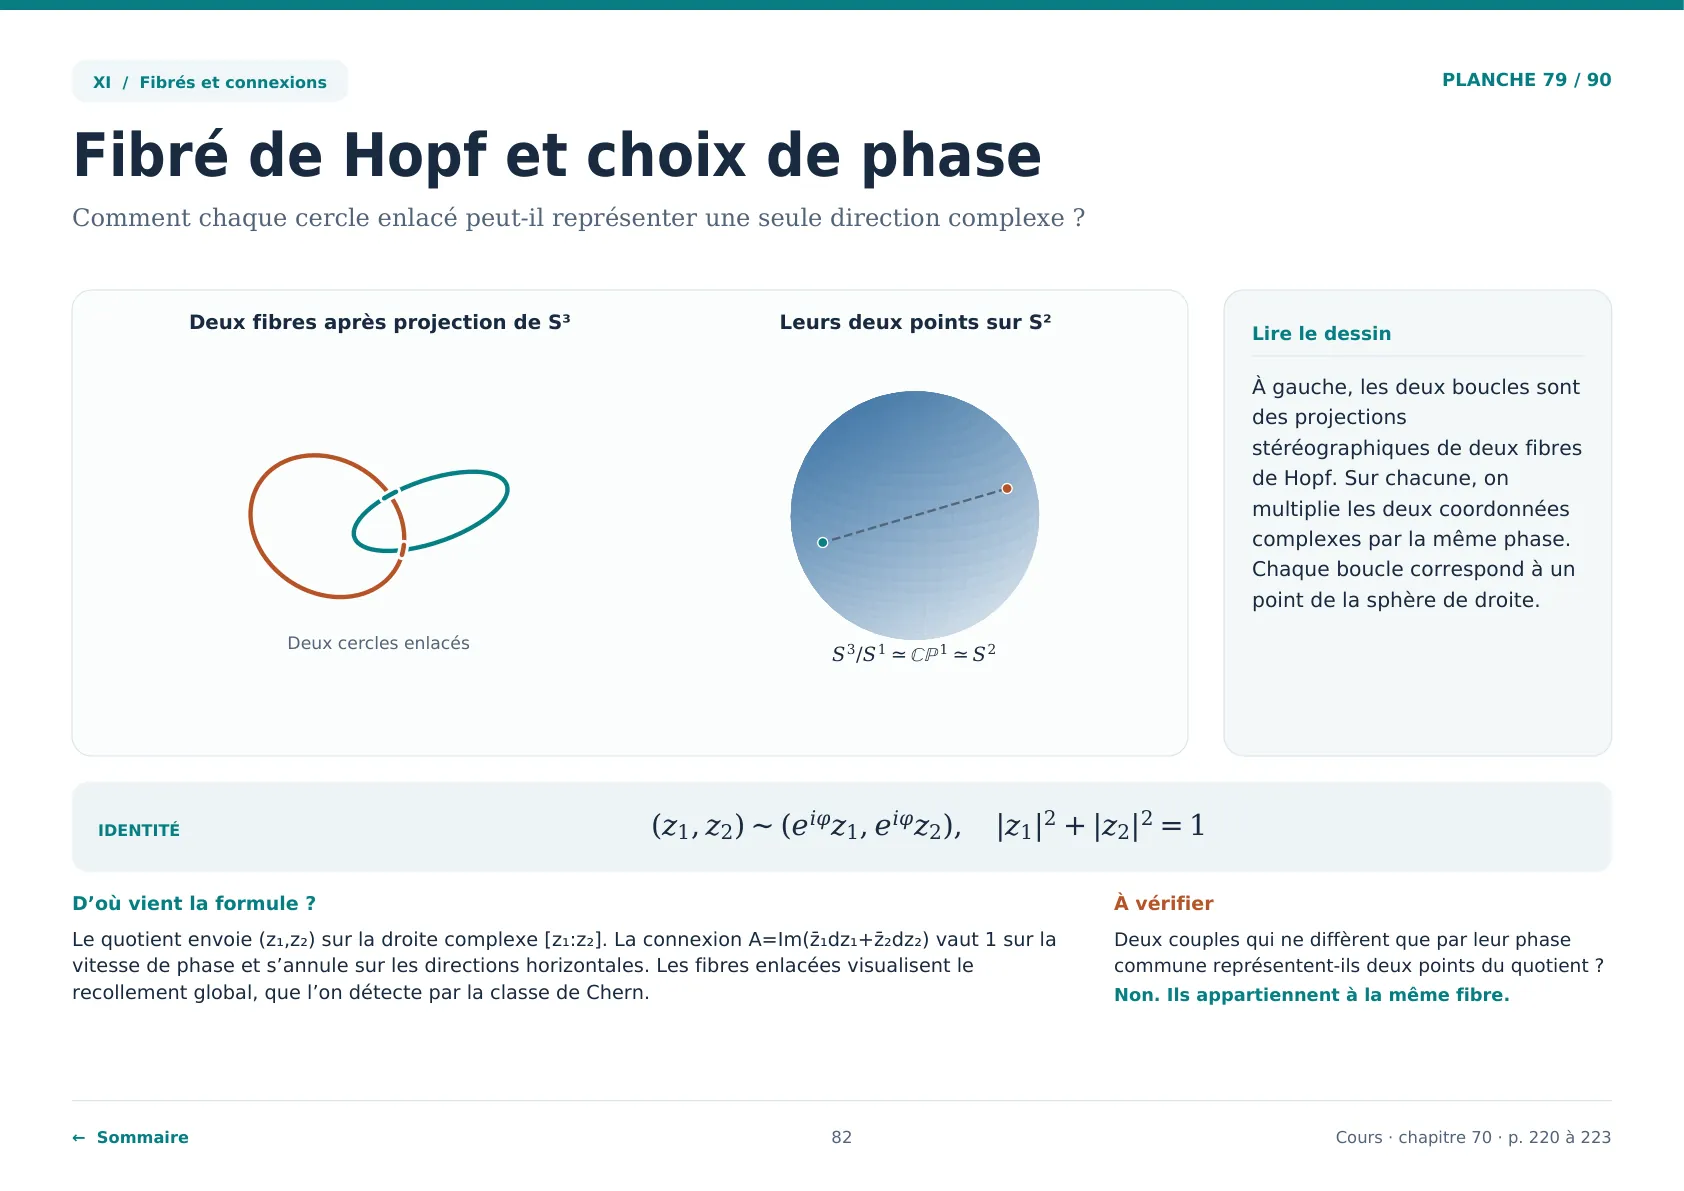 XI / Fibrés et connexions
PLANCHE 79 / 90
Fibré de Hopf et choix de phase
Comment chaque cercle enlacé peut-il représenter une seule direction complexe ?
Deux fibres après projection de S³
Leurs deux points sur S²
Deux cercles enlacés
S³/S¹ ≃ ℂℙ¹ ≃ S²
Lire le dessin
À gauche, les deux boucles sont
des projections
stéréographiques de deux fibres
de Hopf. Sur chacune, on
multiplie les deux coordonnées
complexes par la même phase.
Chaque boucle correspond à un
point de la sphère de droite.
IDENTITÉ
(z₁, z₂) ~ (e^{iφ}z₁, e^{iφ}z₂), |z₁|² + |z₂|² = 1
D’où vient la formule ?
Le quotient envoie (z₁,z₂) sur la droite complexe [z₁:z₂]. La connexion A=Im(z̄₁dz₁+z̄₂dz₂) vaut 1 sur la
vitesse de phase et s’annule sur les directions horizontales. Les fibres enlacées visualisent le
recollement global, que l’on détecte par la classe de Chern.
À vérifier
Deux couples qui ne diffèrent que par leur phase
commune représentent-ils deux points du quotient ?
Non. Ils appartiennent à la même fibre.
← Sommaire
82
Cours · chapitre 70 · p. 220 à 223